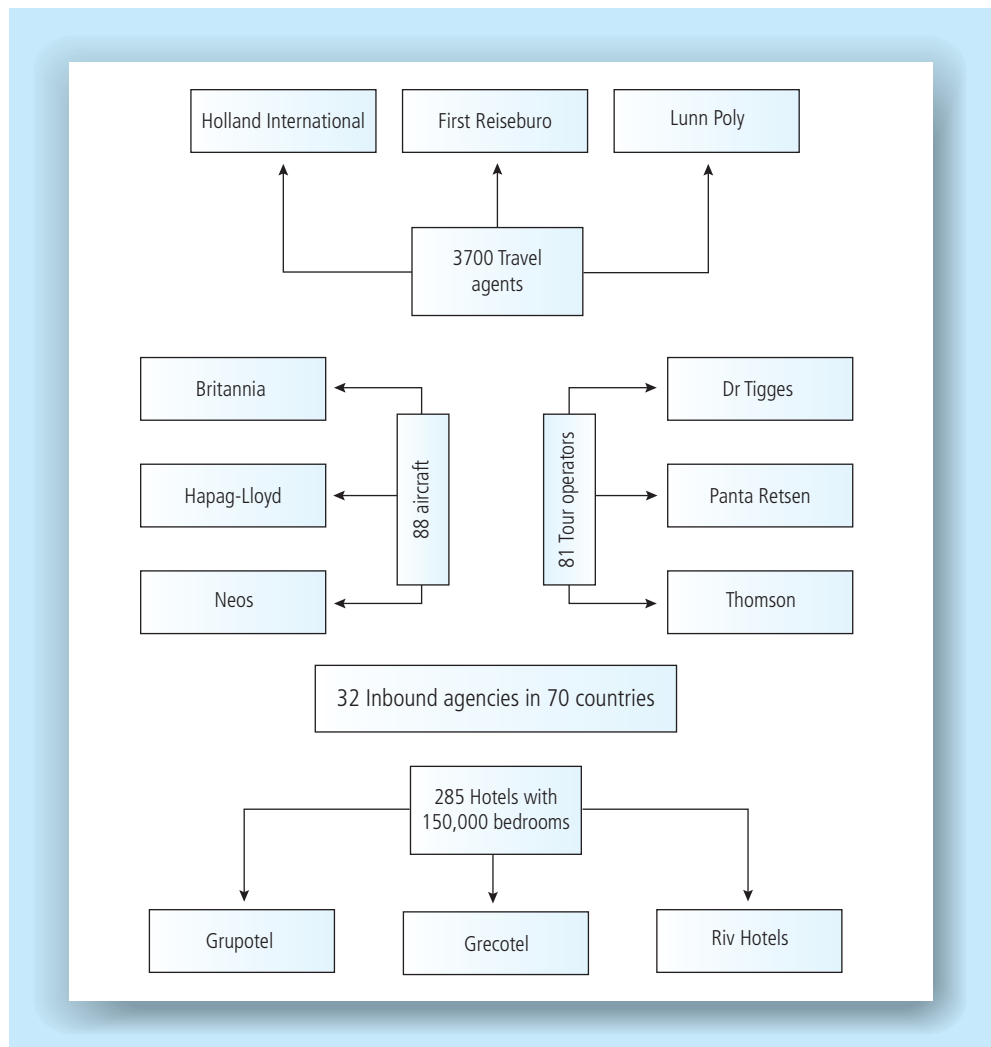 Holland International
First Reiseburo
Lunn Poly
3700 Travel
agents
Britannia
Hapag-Lloyd
Neos
88 aircraft
81 Tour operators
Dr Tigges
Panta Retsen
Thomson
32 Inbound agencies in 70 countries
285 Hotels with
150,000 bedrooms
Grupotel
Grecotel
Riv Hotels